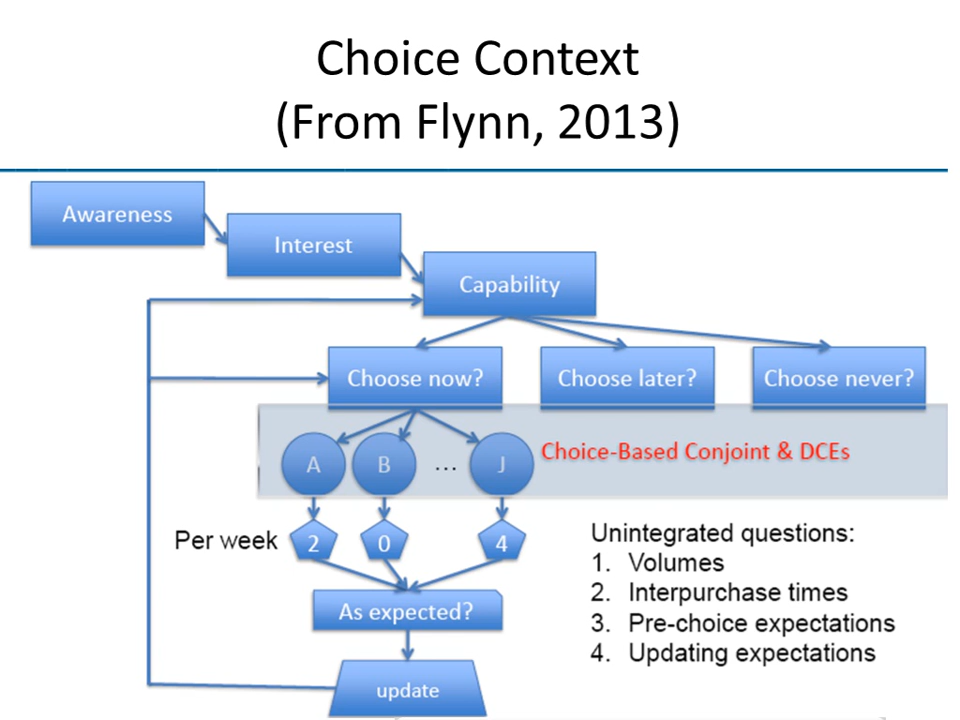 Choice Context
(From Flynn, 2013)
Awareness
Interest
Capability
Choose now?
Choose later?
Choose never?
A
B
...
J
Choice-Based Conjoint & DCEs
Per week
2
0
4
As expected?
update
Unintegrated questions:
1. Volumes
2. Interpurchase times
3. Pre-choice expectations
4. Updating expectations